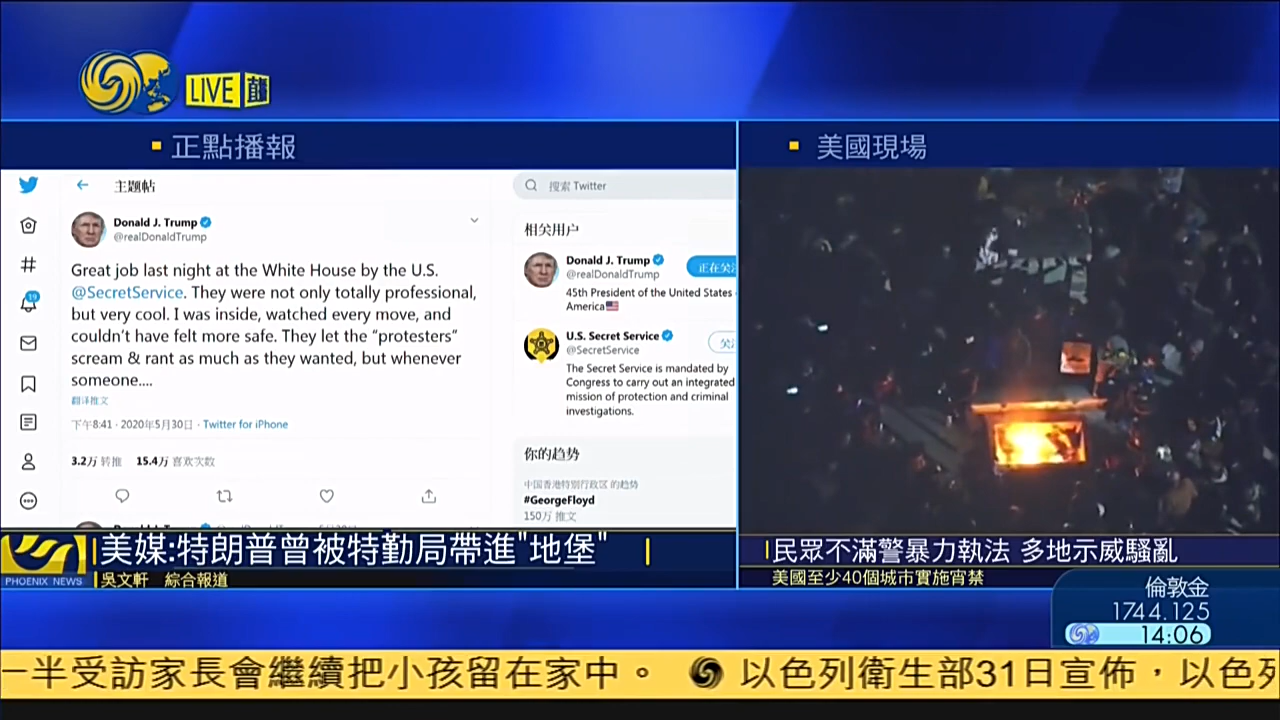 LIVE 直播
正點播報
美國現場
主题帖
搜索 Twitter
Donald J. Trump
@realDonaldTrump
Great job last night at the White House by the U.S.
@SecretService. They were not only totally professional,
but very cool. I was inside, watched every move, and
couldn't have felt more safe. They let the “protesters”
scream & rant as much as they wanted, but whenever
someone....
翻译推文
下午8:41 · 2020年5月30日 · Twitter for iPhone
3.2万 转推 15.4万 喜欢次数
19
相关用户
Donald J. Trump
@realDonaldTrump
正在关注
45th President of the United States
America
U.S. Secret Service
@SecretService
关
The Secret Service is mandated by
Congress to carry out an integrated
mission of protection and criminal
investigations.
你的趋势
中国香港特别行政区 的趋势
#GeorgeFloyd
150万 推文
PHOENIX NEWS
美媒:特朗普曾被特勤局帶進"地堡"
吳文軒 綜合報道
民眾不滿警暴力執法 多地示威騷亂
美國至少40個城市實施宵禁
倫敦金
1744.125
14:06
一半受訪家長會繼續把小孩留在家中。 以色列衛生部31日宣佈，以色列